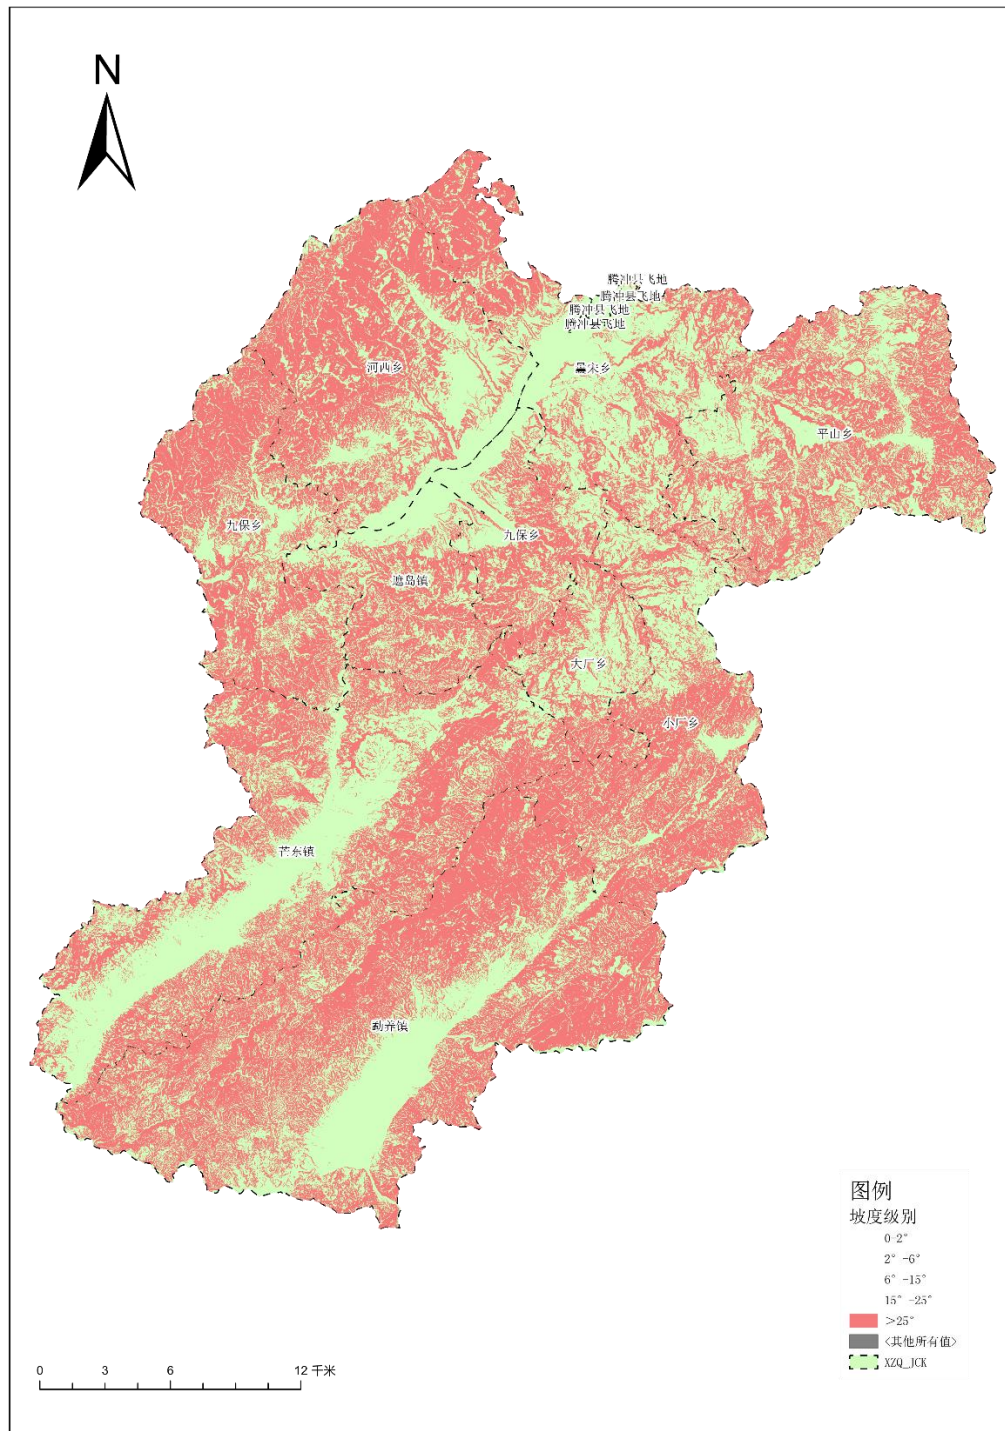 N
腾冲县飞地
腾冲县飞地
腾冲县飞地
腾冲县飞地
河西乡
曩宋乡
平山乡
九保乡
九保乡
遮岛镇
大厂乡
小厂乡
芒东镇
勐养镇
图例
坡度级别
0-2°
2° -6°
6° -15°
15° -25°
>25°
<其他所有值>
XZQ_JCK
0 3 6 12 千米